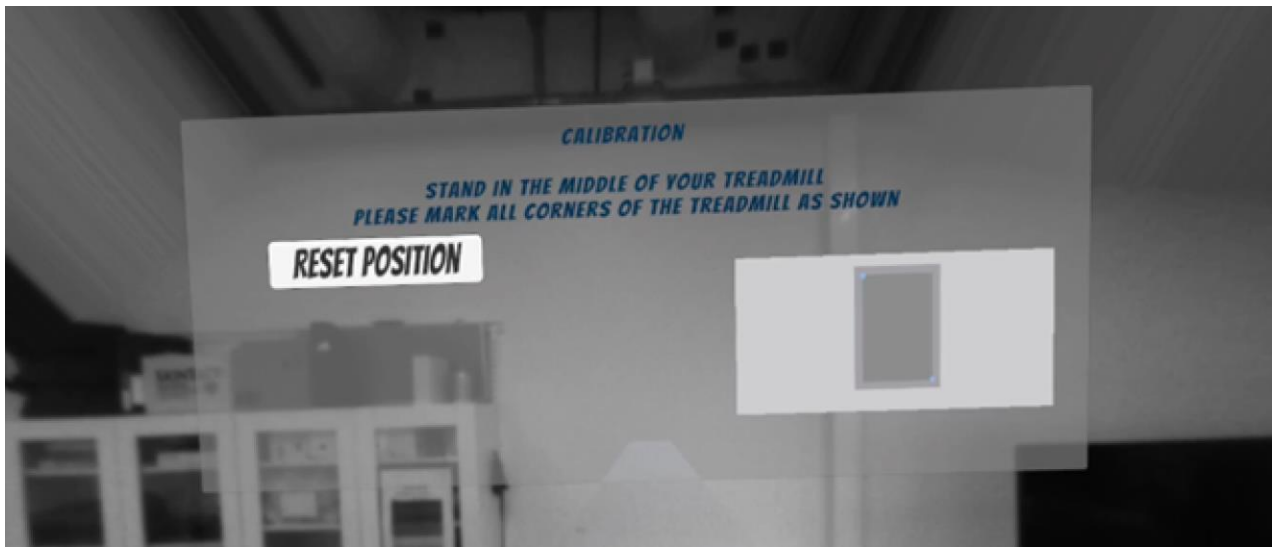 CALIBRATION
STAND IN THE MIDDLE OF YOUR TREADMILL
PLEASE MARK ALL CORNERS OF THE TREADMILL AS SHOWN
RESET POSITION